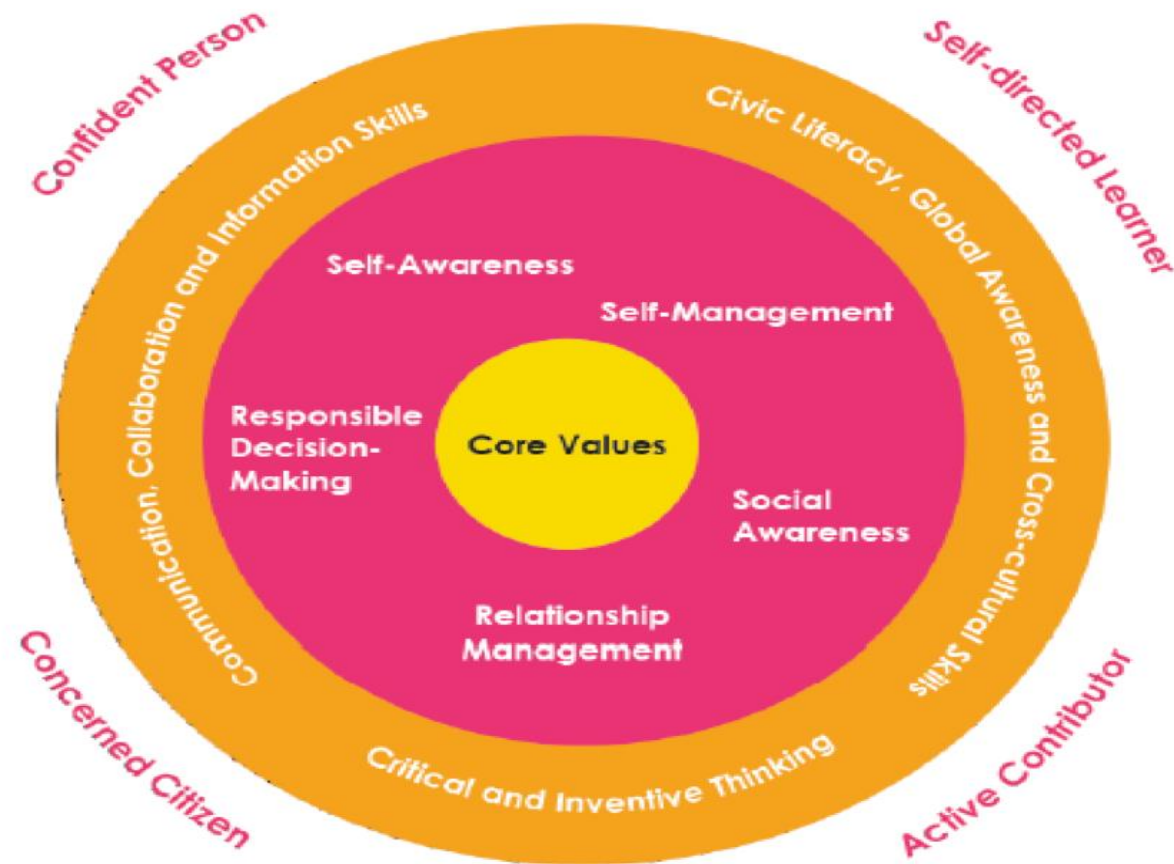 Confident Person
Self-directed Learner
Communication, Collaboration and Information Skills
Civic Literacy, Global Awareness and Cross-cultural Skills
Self-Awareness
Self-Management
Responsible
Decision-
Making
Core Values
Social
Awareness
Relationship
Management
Critical and Inventive Thinking
Concerned Citizen
Active Contributor